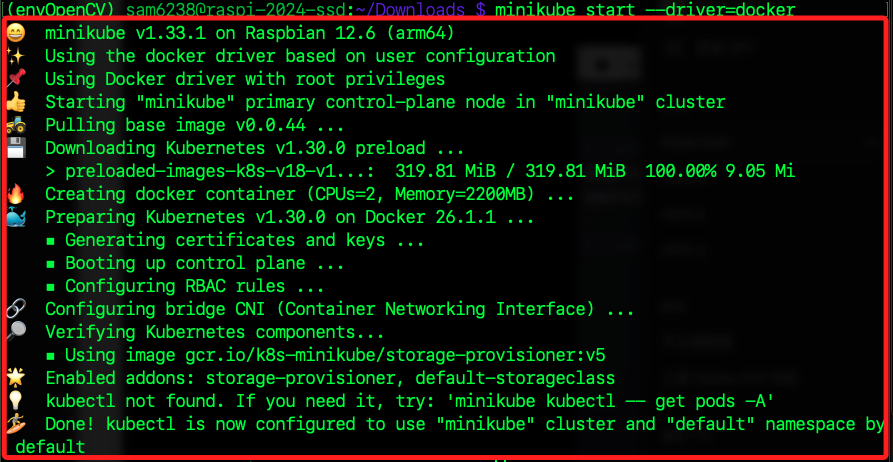 (envOpenCV) sam6238@raspi-2024-ssd:~/Downloads $ minikube start --driver=docker
😄 minikube v1.33.1 on Raspbian 12.6 (arm64)
✨ Using the docker driver based on user configuration
📌 Using Docker driver with root privileges
👍 Starting "minikube" primary control-plane node in "minikube" cluster
🚜 Pulling base image v0.0.44 ...
💾 Downloading Kubernetes v1.30.0 preload ...
> preloaded-images-k8s-v18-v1...: 319.81 MiB / 319.81 MiB 100.00% 9.05 Mi
🔥 Creating docker container (CPUs=2, Memory=2200MB) ...
🐳 Preparing Kubernetes v1.30.0 on Docker 26.1.1 ...
▪ Generating certificates and keys ...
▪ Booting up control plane ...
▪ Configuring RBAC rules ...
🔗 Configuring bridge CNI (Container Networking Interface) ...
🔎 Verifying Kubernetes components...
▪ Using image gcr.io/k8s-minikube/storage-provisioner:v5
🌟 Enabled addons: storage-provisioner, default-storageclass
💡 kubectl not found. If you need it, try: 'minikube kubectl -- get pods -A'
🏄 Done! kubectl is now configured to use "minikube" cluster and "default" namespace by
default